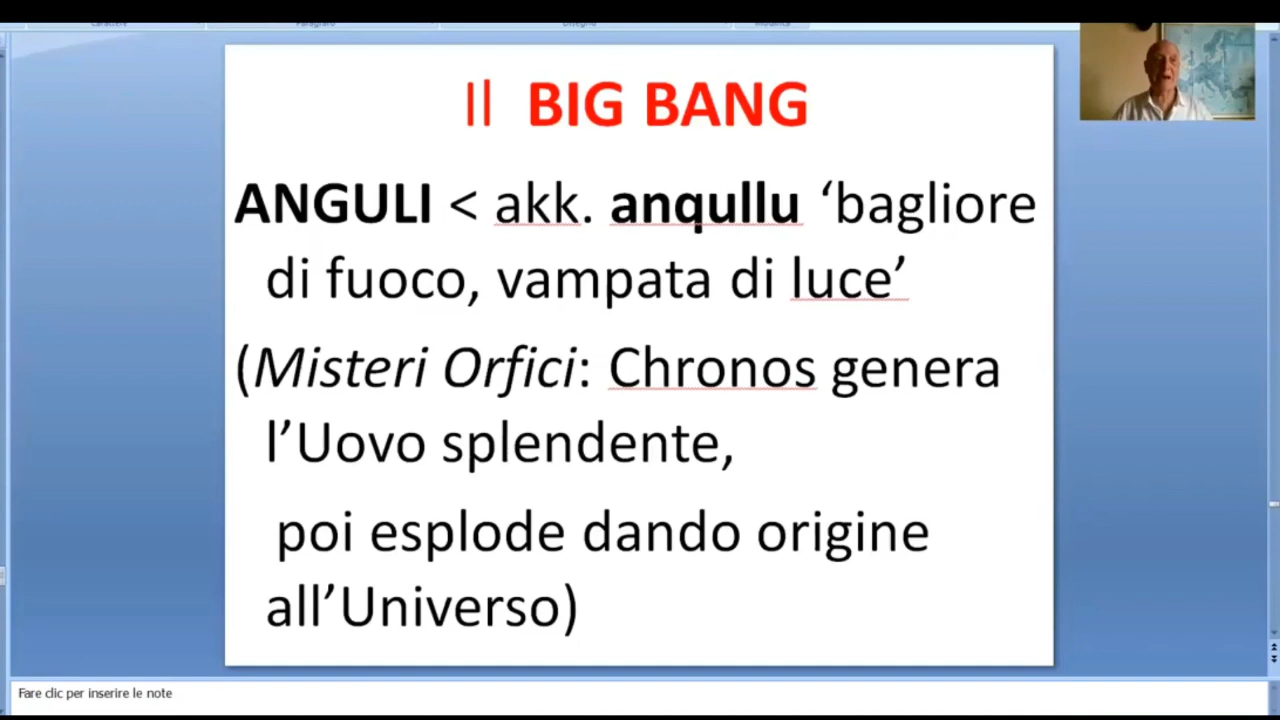 Il BIG BANG
ANGULI < akk. anqullu ‘bagliore
di fuoco, vampata di luce’
(Misteri Orfici: Chronos genera
l’Uovo splendente,
poi esplode dando origine
all’Universo)
Fare clic per inserire le note